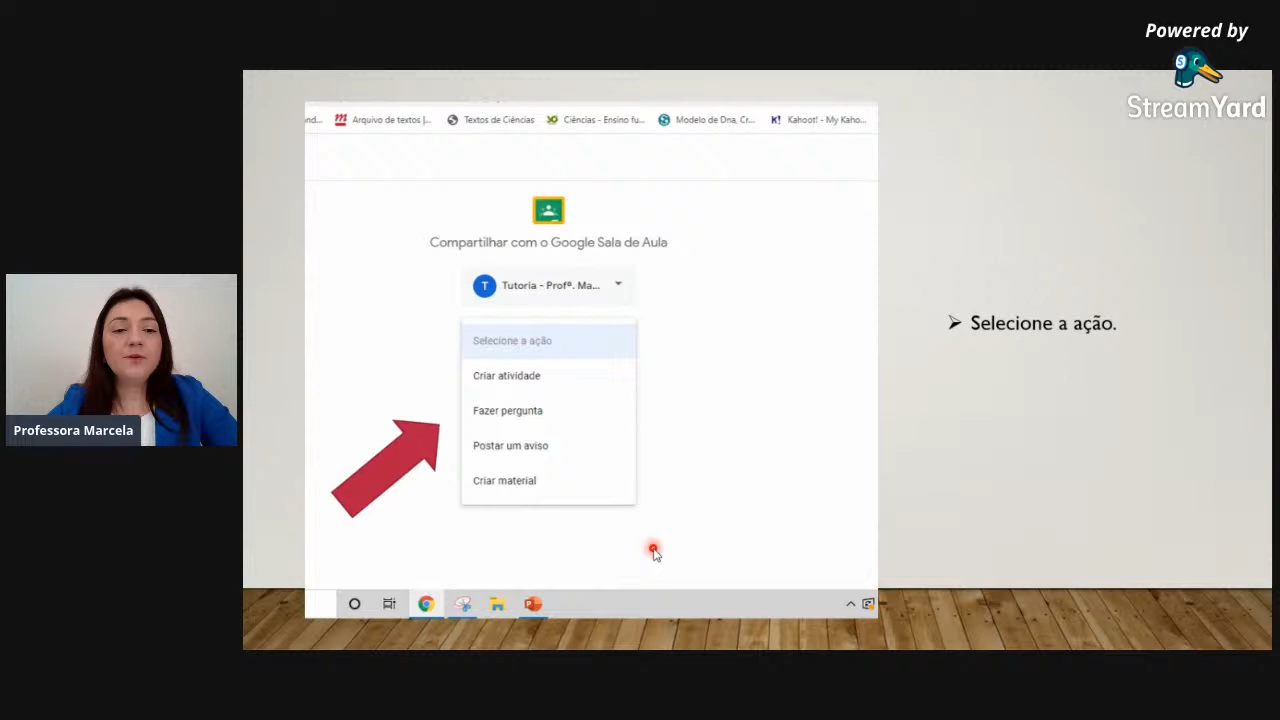 Powered by
StreamYard
nd...
Arquivo de textos |...
Textos de Ciências
Ciências - Ensino fu...
Modelo de Dna, Cr...
K! Kahoot! - My Kaho...
Compartilhar com o Google Sala de Aula
T Tutoria - Profª. Ma...
Selecione a ação
Criar atividade
Fazer pergunta
Postar um aviso
Criar material
➢ Selecione a ação.
Professora Marcela